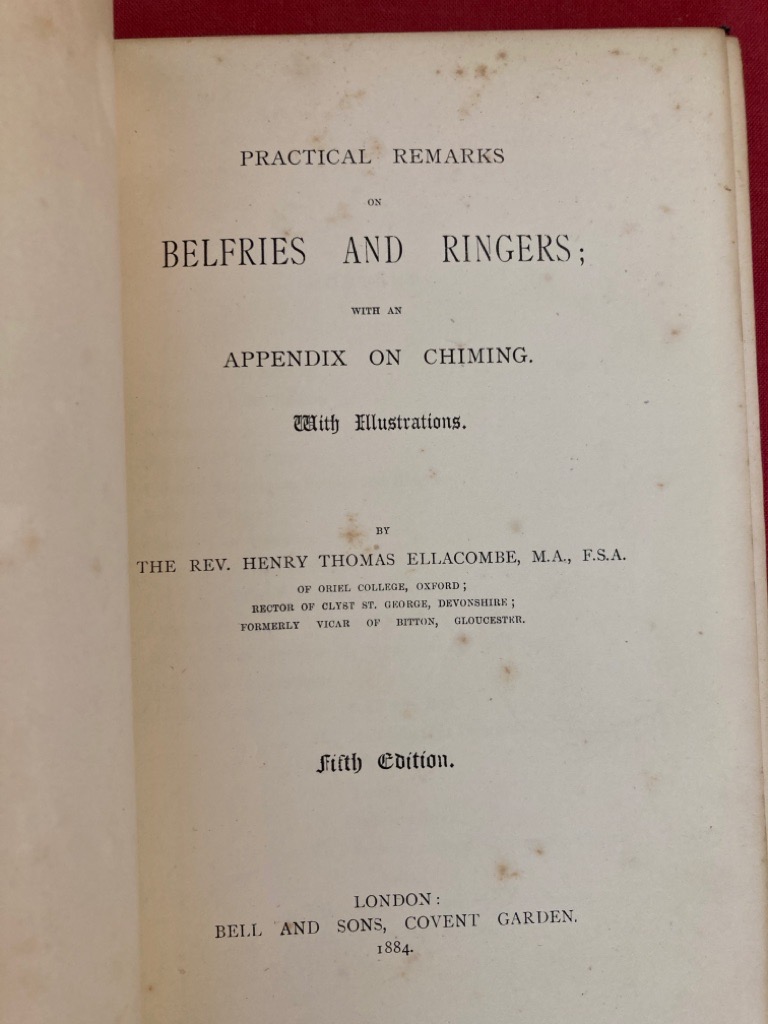 PRACTICAL REMARKS
ON
BELFRIES AND RINGERS;
WITH AN
APPENDIX ON CHIMING.
With Illustrations.
BY
THE REV. HENRY THOMAS ELLACOMBE, M.A., F.S.A.
OF ORIEL COLLEGE, OXFORD;
RECTOR OF CLYST ST. GEORGE, DEVONSHIRE;
FORMERLY VICAR OF BITTON, GLOUCESTER.
Fifth Edition.
LONDON:
BELL AND SONS, COVENT GARDEN.
1884.